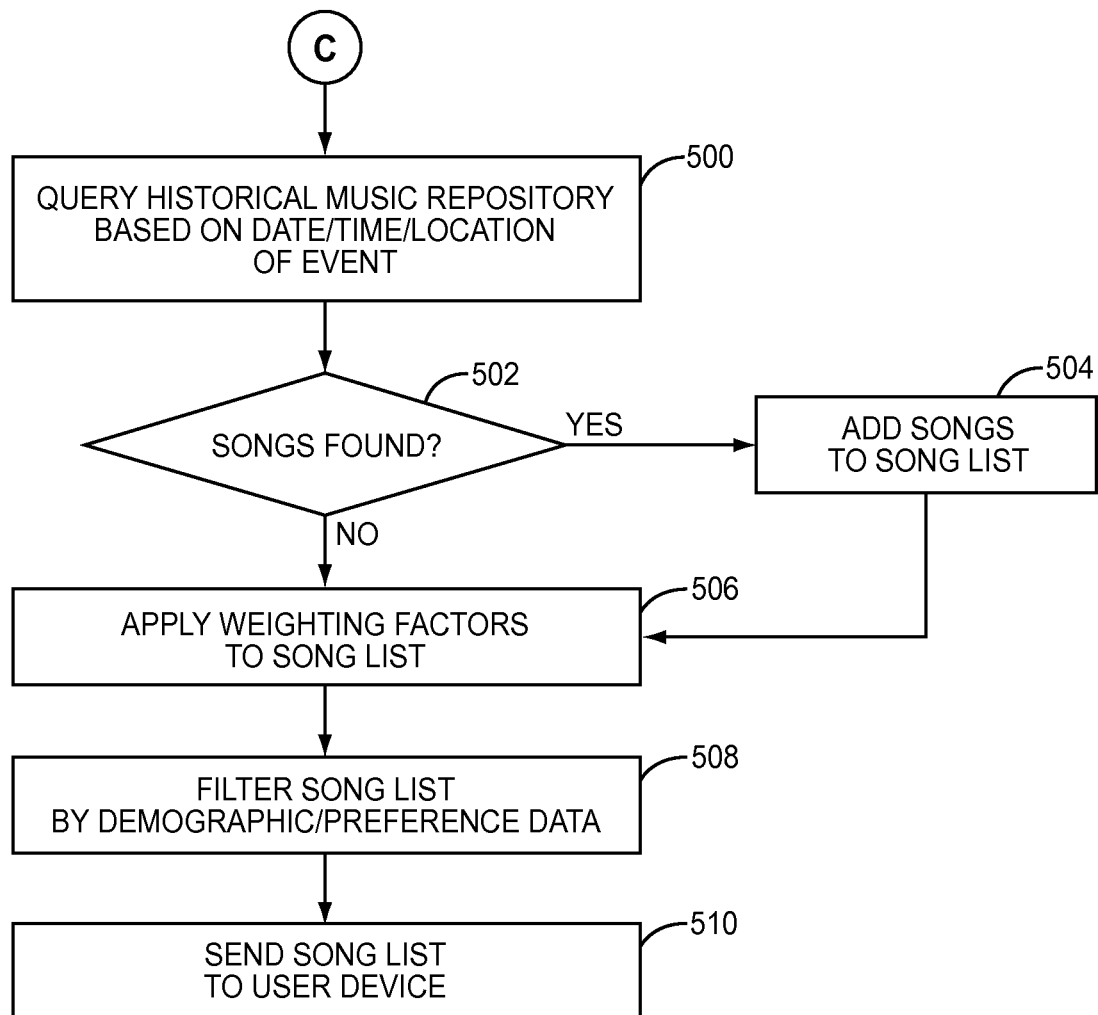 C
500
QUERY HISTORICAL MUSIC REPOSITORY
BASED ON DATE/TIME/LOCATION
OF EVENT
502
SONGS FOUND?
YES
504
ADD SONGS
TO SONG LIST
NO
506
APPLY WEIGHTING FACTORS
TO SONG LIST
508
FILTER SONG LIST
BY DEMOGRAPHIC/PREFERENCE DATA
510
SEND SONG LIST
TO USER DEVICE